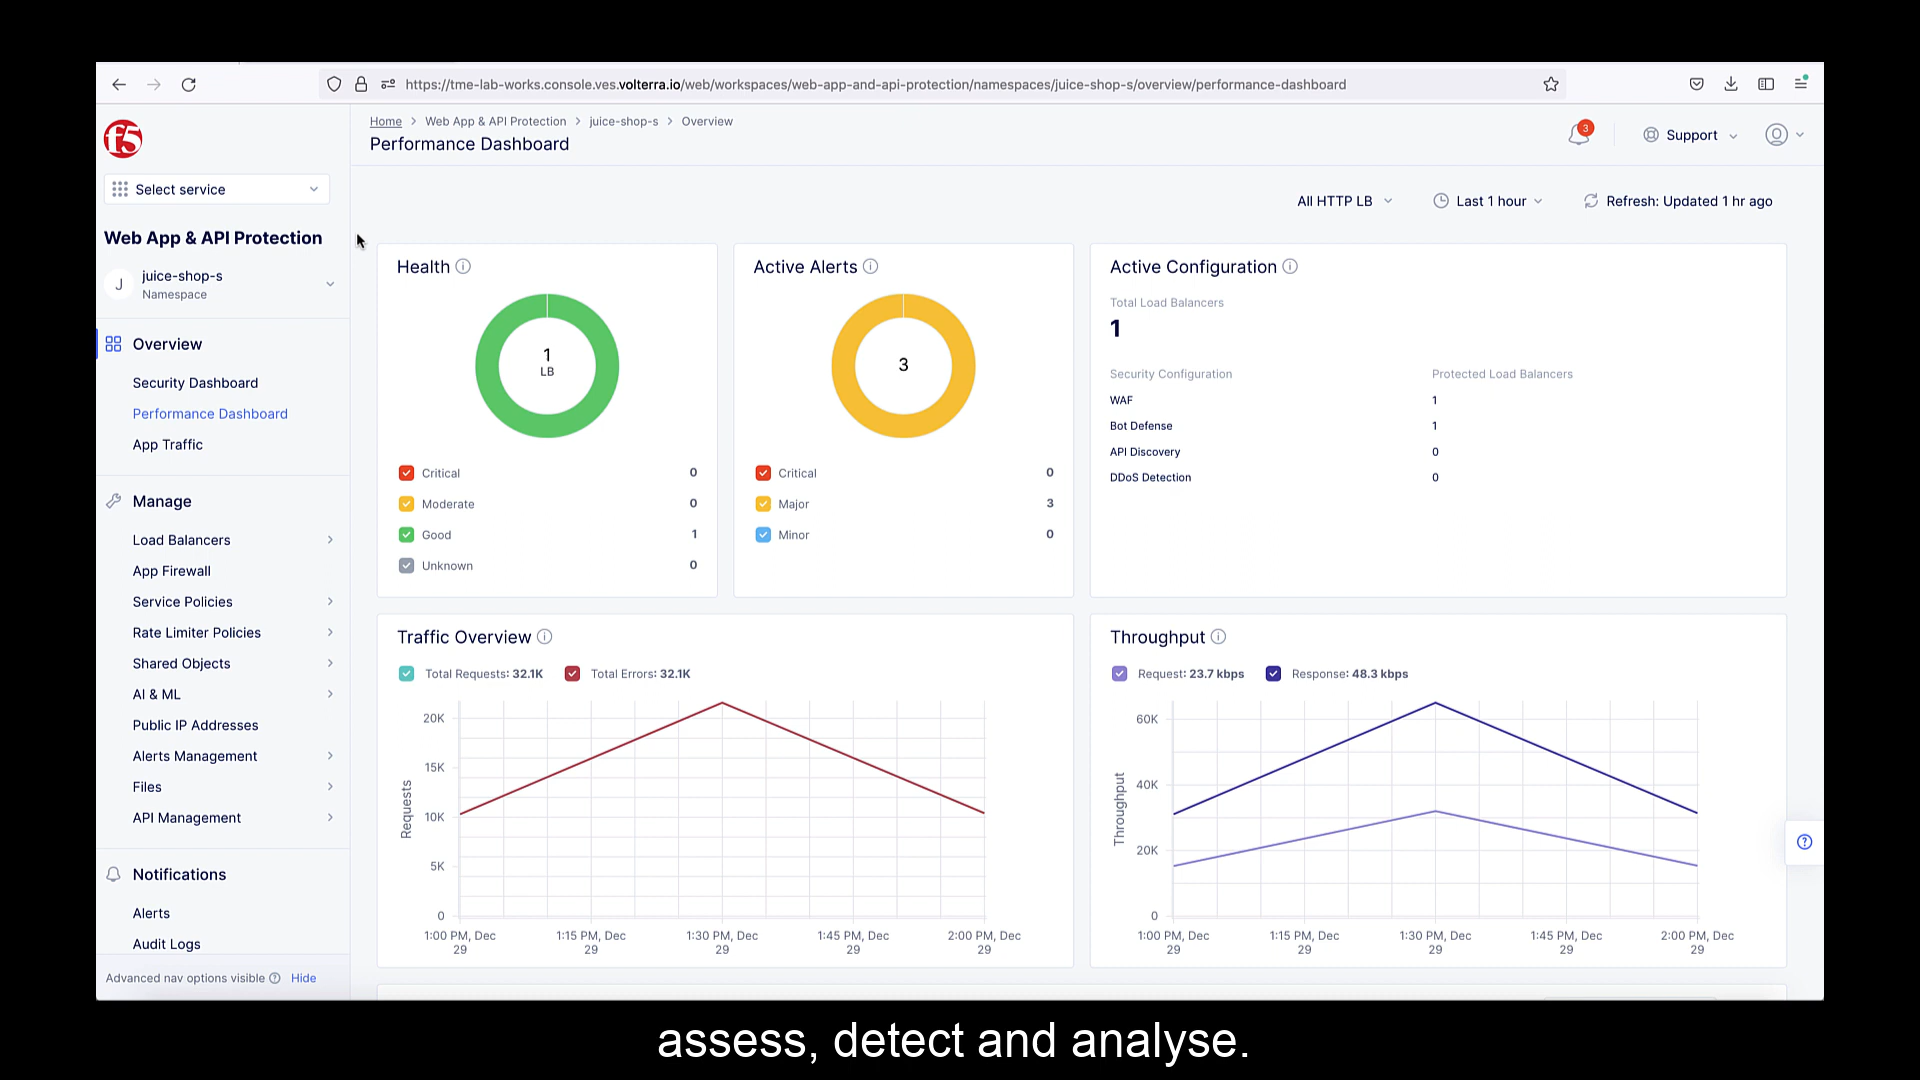 https://tme-lab-works.console.ves.volterra.io/web/workspaces/web-app-and-api-protection/namespaces/juice-shop-s/overview/performance-dashboard
f5
Select service
Web App & API Protection
J
juice-shop-s
Namespace
Overview
Security Dashboard
Performance Dashboard
App Traffic
Manage
Load Balancers
App Firewall
Service Policies
Rate Limiter Policies
Shared Objects
AI & ML
Public IP Addresses
Alerts Management
Files
API Management
Notifications
Alerts
Audit Logs
Advanced nav options visible Hide
Home > Web App & API Protection > juice-shop-s > Overview
Performance Dashboard
3
Support
All HTTP LB
Last 1 hour
Refresh: Updated 1 hr ago
Health
1
LB
Critical 0
Moderate 0
Good 1
Unknown 0
Active Alerts
3
Critical 0
Major 3
Minor 0
Active Configuration
Total Load Balancers
1
Security Configuration Protected Load Balancers
WAF 1
Bot Defense 1
API Discovery 0
DDoS Detection 0
Traffic Overview
Total Requests: 32.1K Total Errors: 32.1K
Requests
20K
15K
10K
5K
0
1:00 PM, Dec 29
1:15 PM, Dec 29
1:30 PM, Dec 29
1:45 PM, Dec 29
2:00 PM, Dec 29
Throughput
Request: 23.7 kbps Response: 48.3 kbps
Throughput
60K
40K
20K
0
1:00 PM, Dec 29
1:15 PM, Dec 29
1:30 PM, Dec 29
1:45 PM, Dec 29
2:00 PM, Dec 29
assess, detect and analyse.